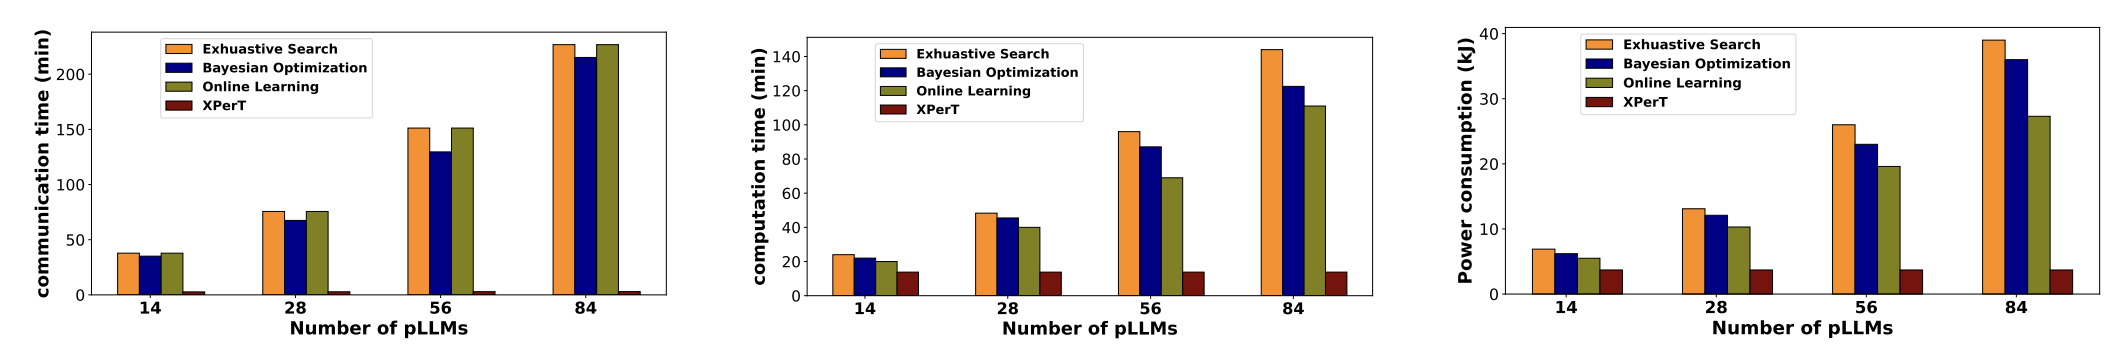 communication time (min)
200
150
100
50
0
Exhuastive Search
Bayesian Optimization
Online Learning
XPerT
14 28 56 84
Number of pLLMs
computation time (min)
140
120
100
80
60
40
20
0
Exhuastive Search
Bayesian Optimization
Online Learning
XPerT
14 28 56 84
Number of pLLMs
Power consumption (kJ)
40
30
20
10
0
Exhuastive Search
Bayesian Optimization
Online Learning
XPerT
14 28 56 84
Number of pLLMs